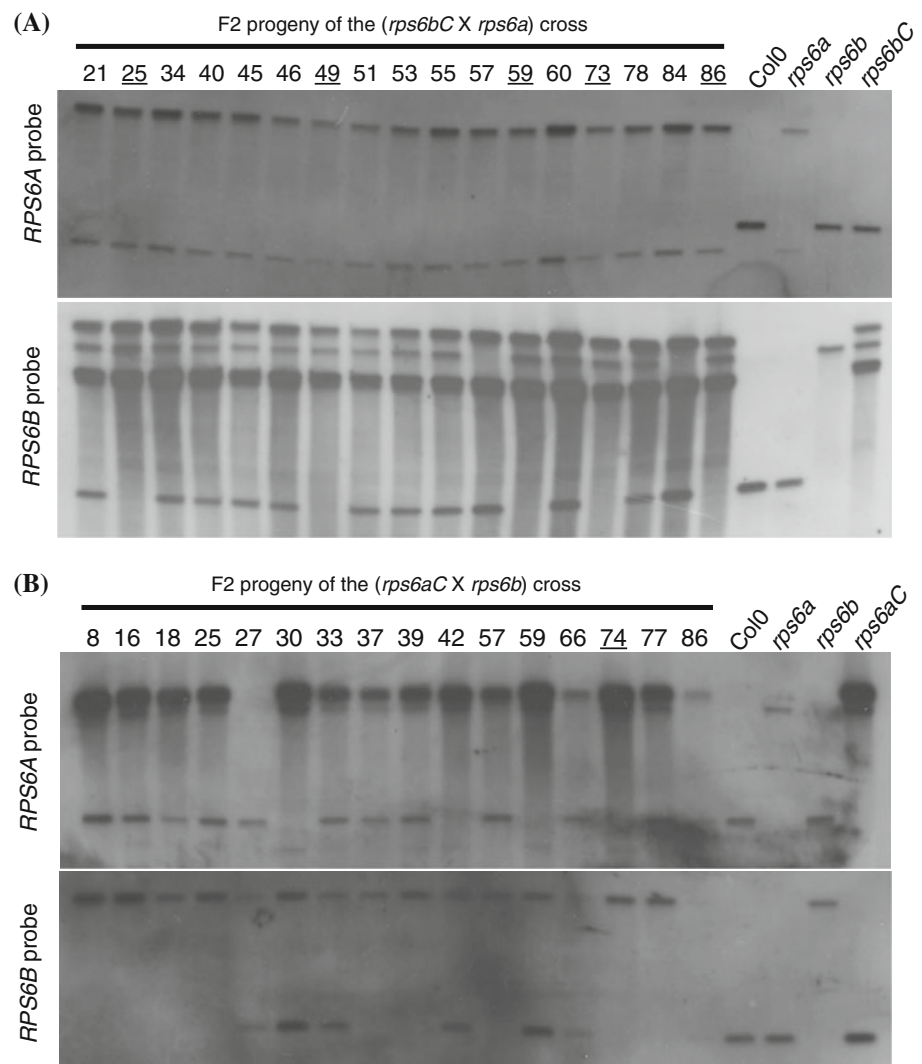 (A)
F2 progeny of the (rps6bC X rps6a) cross
21 25 34 40 45 46 49 51 53 55 57 59 60 73 78 84 86 Col0 rps6a rps6b rps6bC
RPS6A probe
RPS6B probe
(B)
F2 progeny of the (rps6aC X rps6b) cross
8 16 18 25 27 30 33 37 39 42 57 59 66 74 77 86 Col0 rps6a rps6b rps6aC
RPS6A probe
RPS6B probe